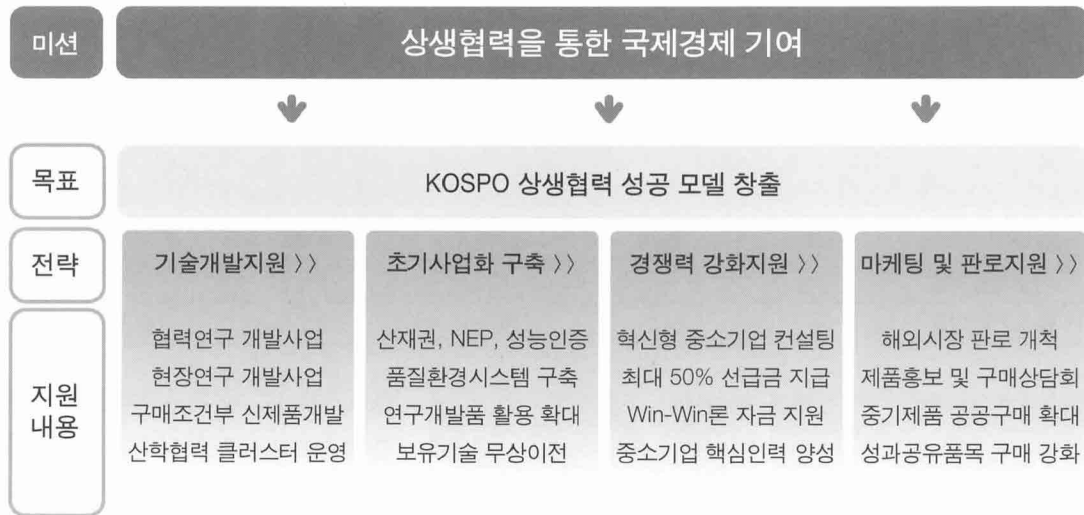 미션
상생협력을 통한 국제경제 기여
목표
KOSPO 상생협력 성공 모델 창출
전략
기술개발지원 〉〉
초기사업화 구축 〉〉
경쟁력 강화지원 〉〉
마케팅 및 판로지원 〉〉
지원
내용
협력연구 개발사업
현장연구 개발사업
구매조건부 신제품개발
산학협력 클러스터 운영
산재권, NEP, 성능인증
품질환경시스템 구축
연구개발품 활용 확대
보유기술 무상이전
혁신형 중소기업 컨설팅
최대 50% 선급금 지급
Win-Win론 자금 지원
중소기업 핵심인력 양성
해외시장 판로 개척
제품홍보 및 구매상담회
중기제품 공공구매 확대
성과공유품목 구매 강화